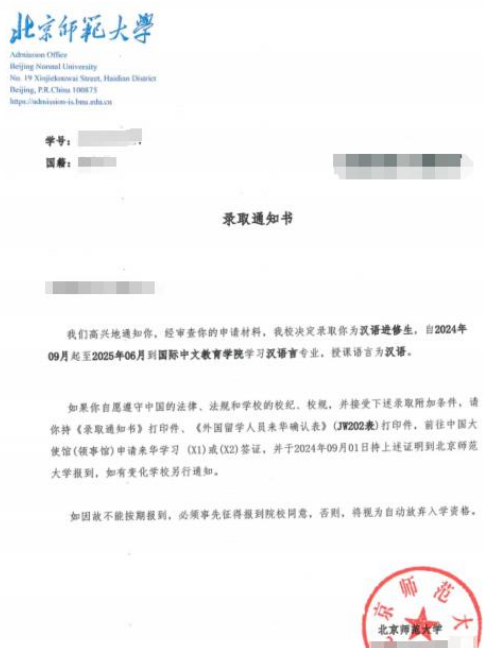 北京师范大学
Admission Office
Beijing Normal University
No. 19 Xinjiekouwai Street, Haidian District
Beijing, P.R.China 100875
https://admission-is.bnu.edu.cn
学号:
国籍:
录取通知书
我们高兴地通知你，经审查你的申请材料，我校决定录取你为汉语进修生，自2024年
09月起至2025年06月到国际中文教育学院学习汉语言专业，授课语言为汉语。
如果你自愿遵守中国的法律、法规和学校的校纪、校规，并接受下述录取附加条件，请
你持《录取通知书》打印件、《外国留学人员来华确认表》(JW202表)打印件，前往中国大
使馆(领事馆)申请来华学习 (X1)或(X2)签证，并于2024年09月01日持上述证明到北京师范
大学报到，如有变化学校另行通知。
如因故不能按期报到，必须事先征得报到院校同意，否则，将视为自动放弃入学资格。
京师范大
北京师范大学